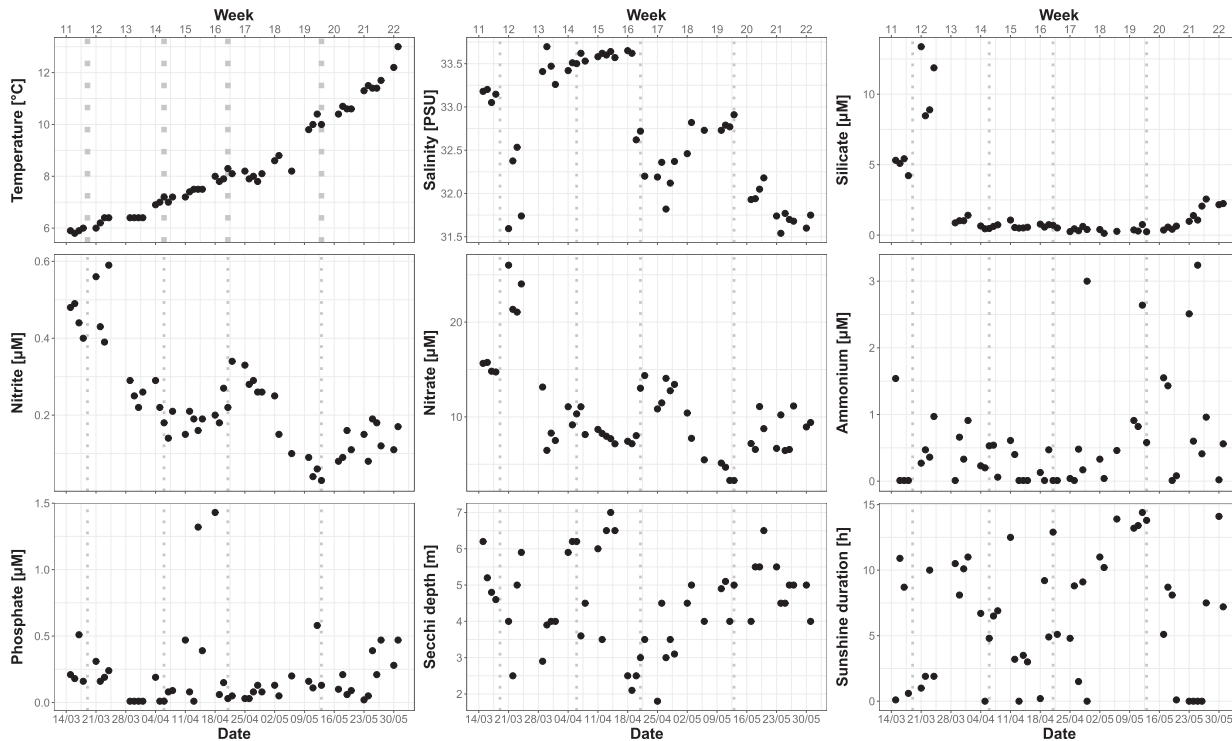 Week Week Week
11 12 13 14 15 16 17 18 19 20 21 22 11 12 13 14 15 16 17 18 19 20 21 22 11 12 13 14 15 16 17 18 19 20 21 22
Temperature [°C]
12
10
8
6
Salinity [PSU]
33.5
33.0
32.5
32.0
31.5
Silicate [µM]
10
5
0
Nitrite [µM]
0.6
0.4
0.2
Nitrate [µM]
20
10
Ammonium [µM]
3
2
1
0
Phosphate [µM]
1.5
1.0
0.5
0.0
Secchi depth [m]
7
6
5
4
3
2
Sunshine duration [h]
15
10
5
0
14/03 21/03 28/03 04/04 11/04 18/04 25/04 02/05 09/05 16/05 23/05 30/05 14/03 21/03 28/03 04/04 11/04 18/04 25/04 02/05 09/05 16/05 23/05 30/05 14/03 21/03 28/03 04/04 11/04 18/04 25/04 02/05 09/05 16/05 23/05 30/05
Date Date Date